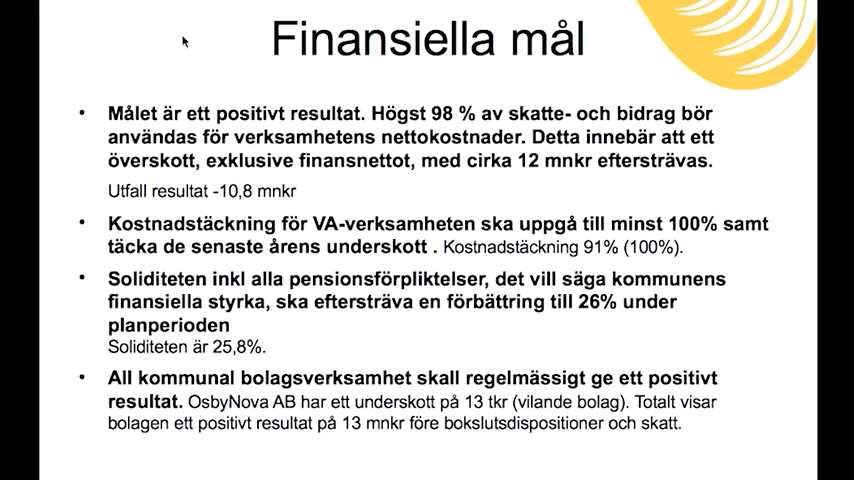 Finansiella mål
• Målet är ett positivt resultat. Högst 98 % av skatte- och bidrag bör
användas för verksamhetens nettokostnader. Detta innebär att ett
överskott, exklusive finansnettot, med cirka 12 mnkr eftersträvas.
Utfall resultat -10,8 mnkr
• Kostnadstäckning för VA-verksamheten ska uppgå till minst 100% samt
täcka de senaste årens underskott . Kostnadstäckning 91% (100%).
• Soliditeten inkl alla pensionsförpliktelser, det vill säga kommunens
finansiella styrka, ska eftersträva en förbättring till 26% under
planperioden
Soliditeten är 25,8%.
• All kommunal bolagsverksamhet skall regelmässigt ge ett positivt
resultat. OsbyNova AB har ett underskott på 13 tkr (vilande bolag). Totalt visar
bolagen ett positivt resultat på 13 mnkr före bokslutsdispositioner och skatt.